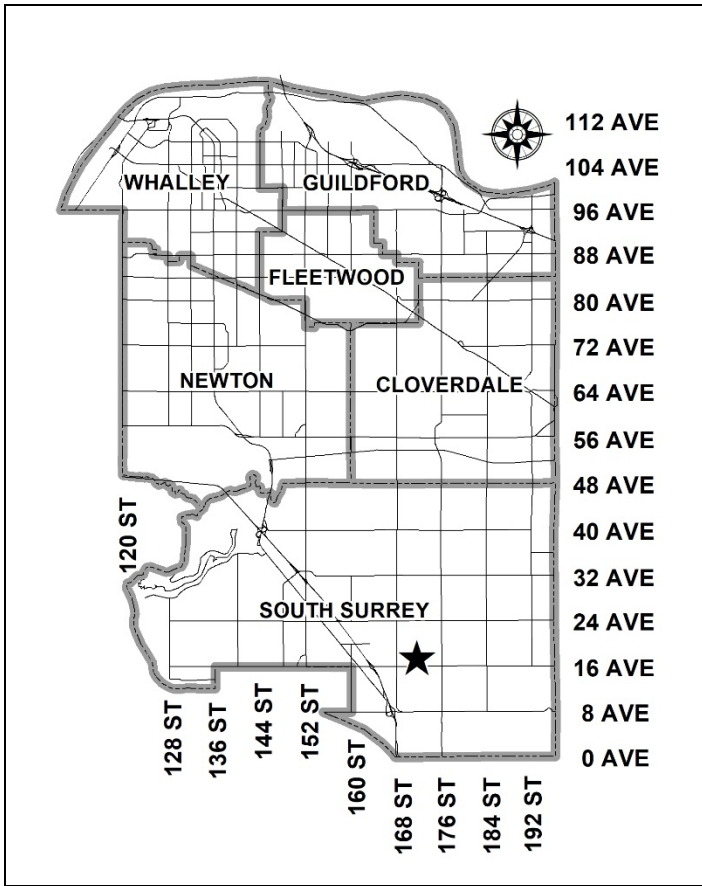 112 AVE
104 AVE
WHALLEY GUILDFORD
96 AVE
88 AVE
FLEETWOOD
80 AVE
72 AVE
NEWTON CLOVERDALE
64 AVE
56 AVE
48 AVE
120 ST
40 AVE
32 AVE
SOUTH SURREY
24 AVE
16 AVE
8 AVE
0 AVE
128 ST
136 ST
144 ST
152 ST
160 ST
168 ST
176 ST
184 ST
192 ST